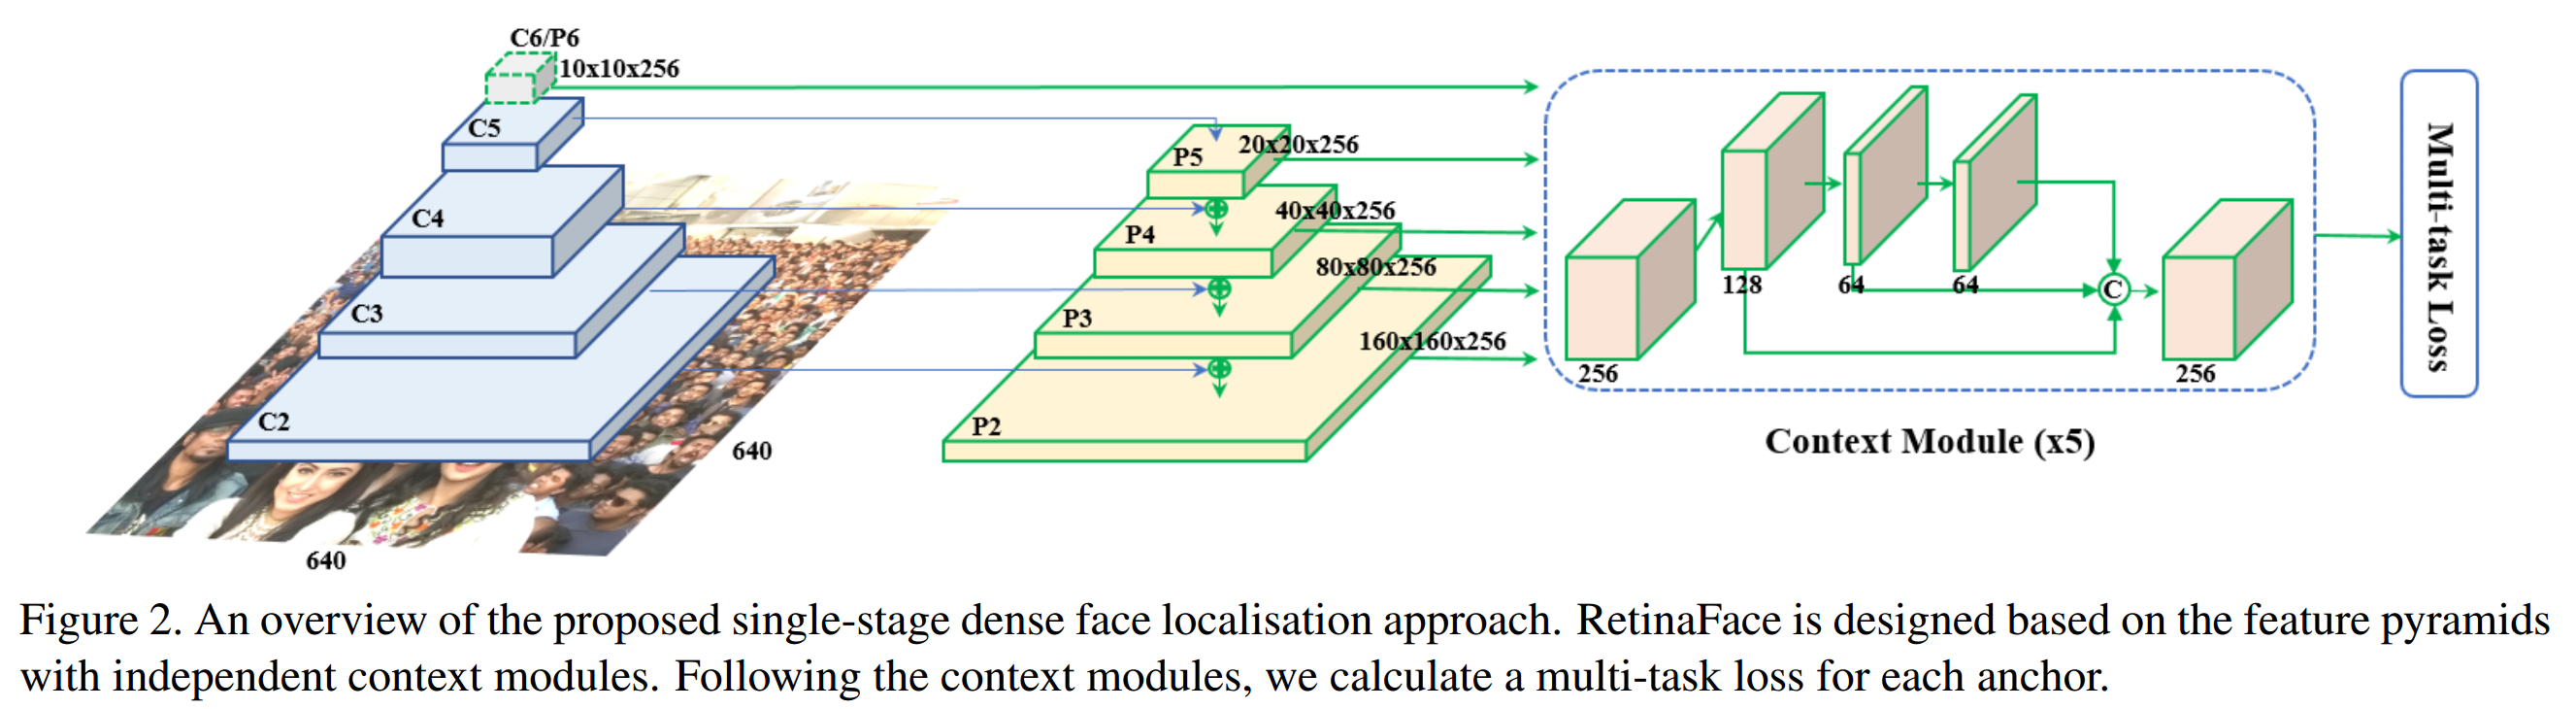 C6/P6
10x10x256
C5
C4
C3
C2
640
640
P5
20x20x256
P4
40x40x256
P3
80x80x256
P2
160x160x256
256
128
64
64
C
256
Context Module (x5)
Multi-task Loss
Figure 2. An overview of the proposed single-stage dense face localisation approach. RetinaFace is designed based on the feature pyramids
with independent context modules. Following the context modules, we calculate a multi-task loss for each anchor.